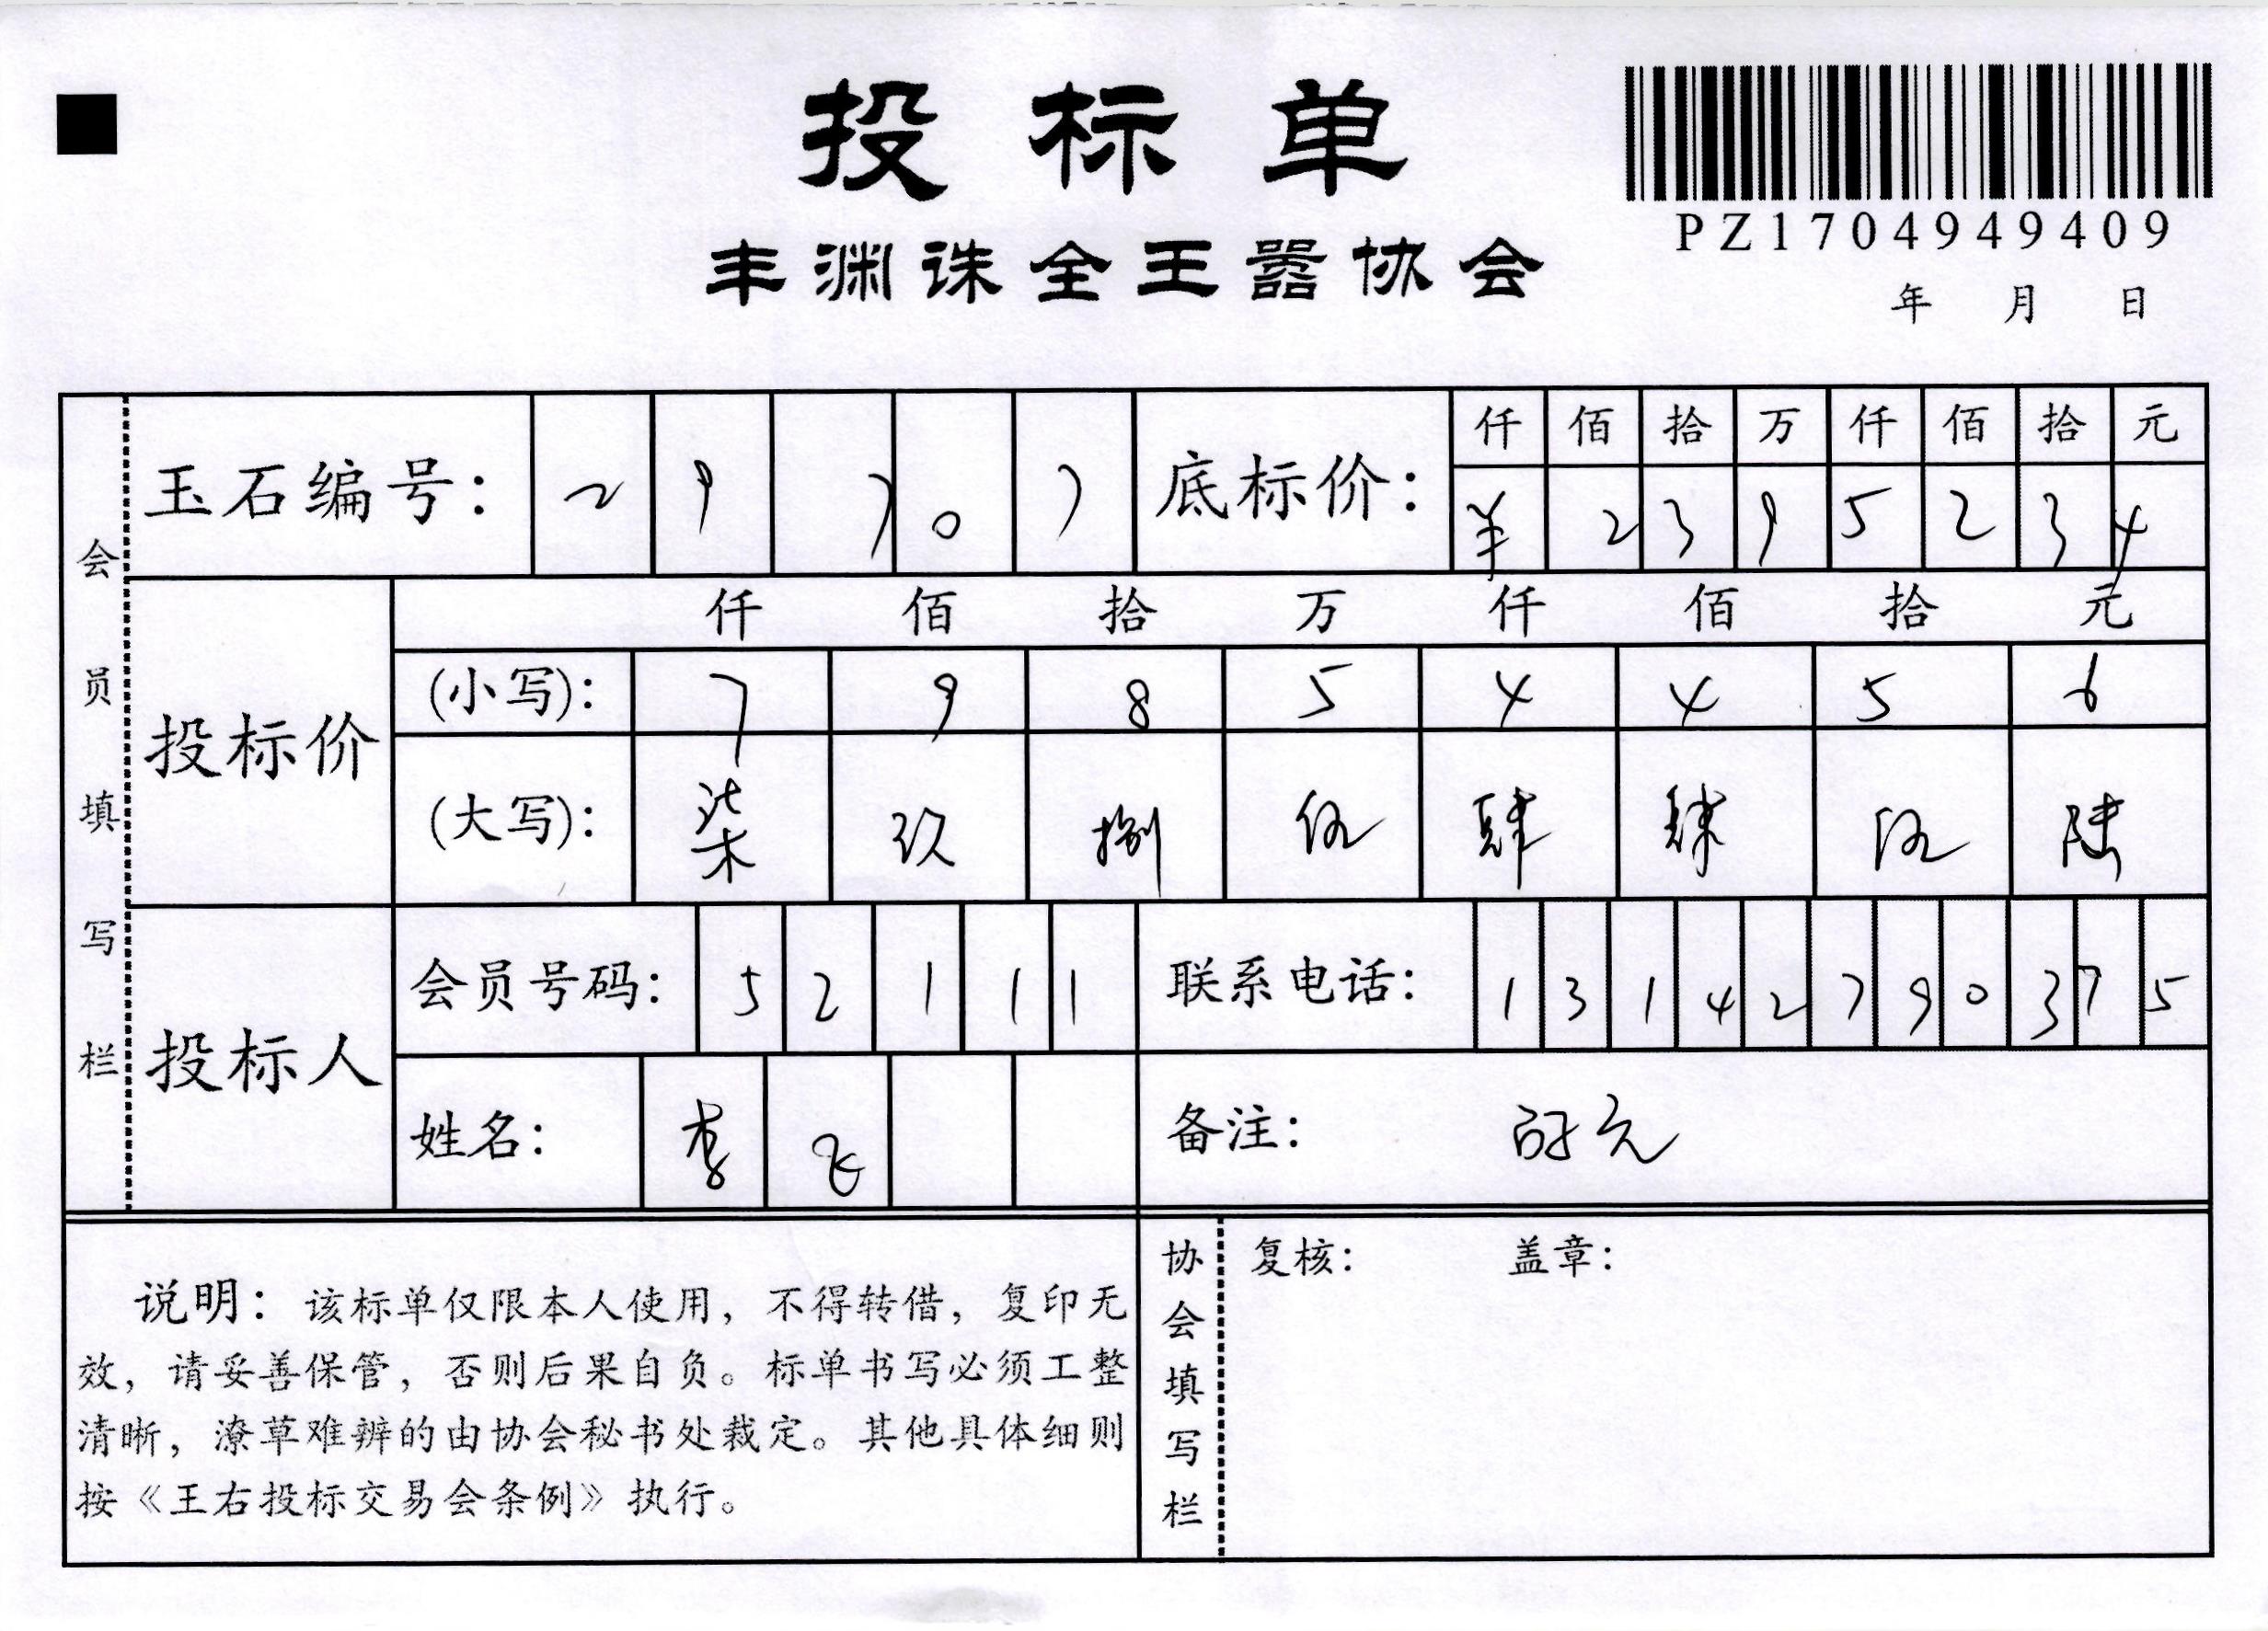 投标单
PZ1704949409
丰渊诛全王嚣协会
年 月 日
会员填写栏
玉石编号： 2 9 7 0 7
底标价： 仟 佰 拾 万 仟 佰 拾 元
¥ 2 3 9 5 2 3 4
投标价
仟 佰 拾 万 仟 佰 拾 元
(小写)： 7 9 8 5 4 4 5 6
(大写)： 柒 玖 捌 伍 肆 肆 伍 陆
投标人
会员号码： 5 2 1 1 1
联系电话： 1 3 1 4 2 7 9 0 3 7 5
姓名： 李 飞
备注：
说明：该标单仅限本人使用，不得转借，复印无
效，请妥善保管，否则后果自负。标单书写必须工整
清晰，潦草难辨的由协会秘书处裁定。其他具体细则
按《王右投标交易会条例》执行。
协会填写栏
复核： 盖章：